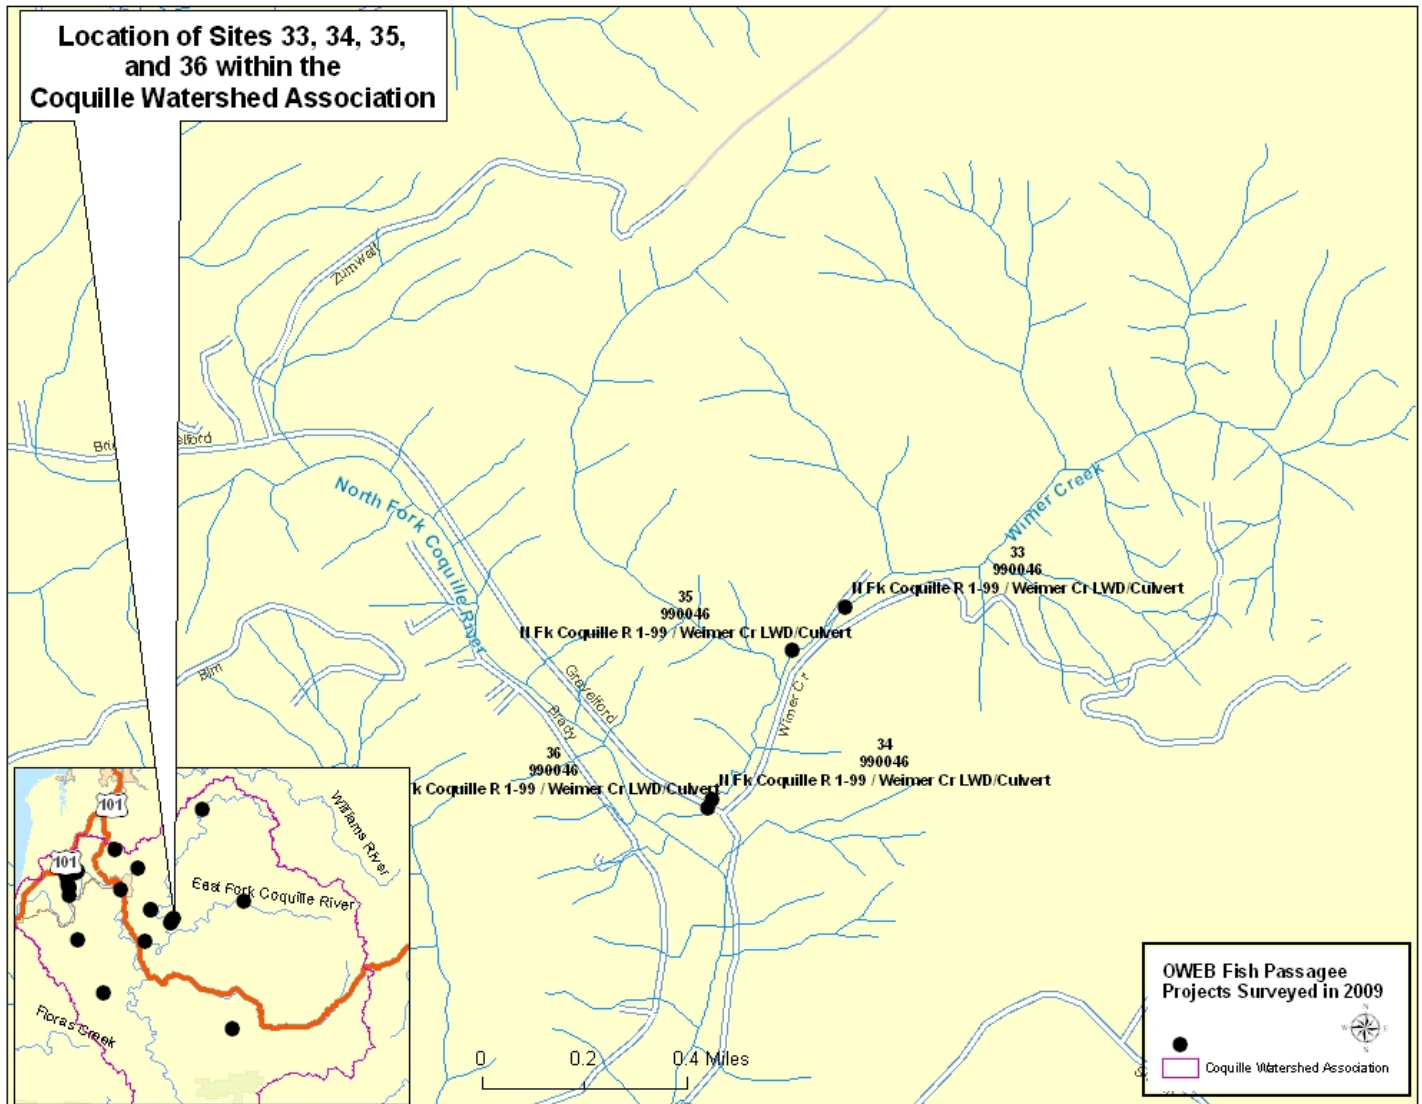 Location of Sites 33, 34, 35,
and 36 within the
Coquille Watershed Association
Zumwalt
elford
North Fork Coquille River
Wimer Creek
33
990046
N Fk Coquille R 1-99 / Weimer Cr LWD/Culvert
35
990046
N Fk Coquille R 1-99 / Weimer Cr LWD/Culvert
Gravelford
Brady
Wimer Cr
36
990046
k Coquille R 1-99 / Weimer Cr LWD/Culvert
34
990046
N Fk Coquille R 1-99 / Weimer Cr LWD/Culvert
101
101
Williams River
East Fork Coquille River
Floras Creek
0 0.2 0.4 Miles
OWEB Fish Passagee
Projects Surveyed in 2009
N
W E
S
Coquille Watershed Association